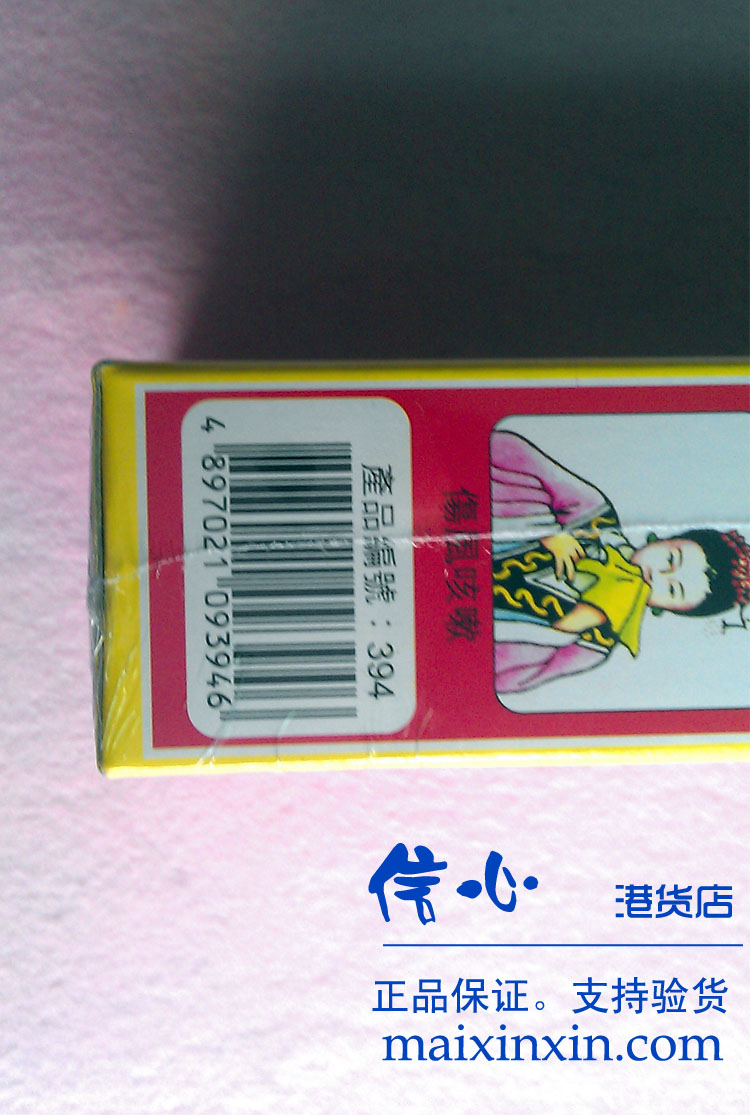 產品編號：394
4 897021 093946
傷風咳嗽
信心
港货店
正品保证。支持验货
maixinxin.com